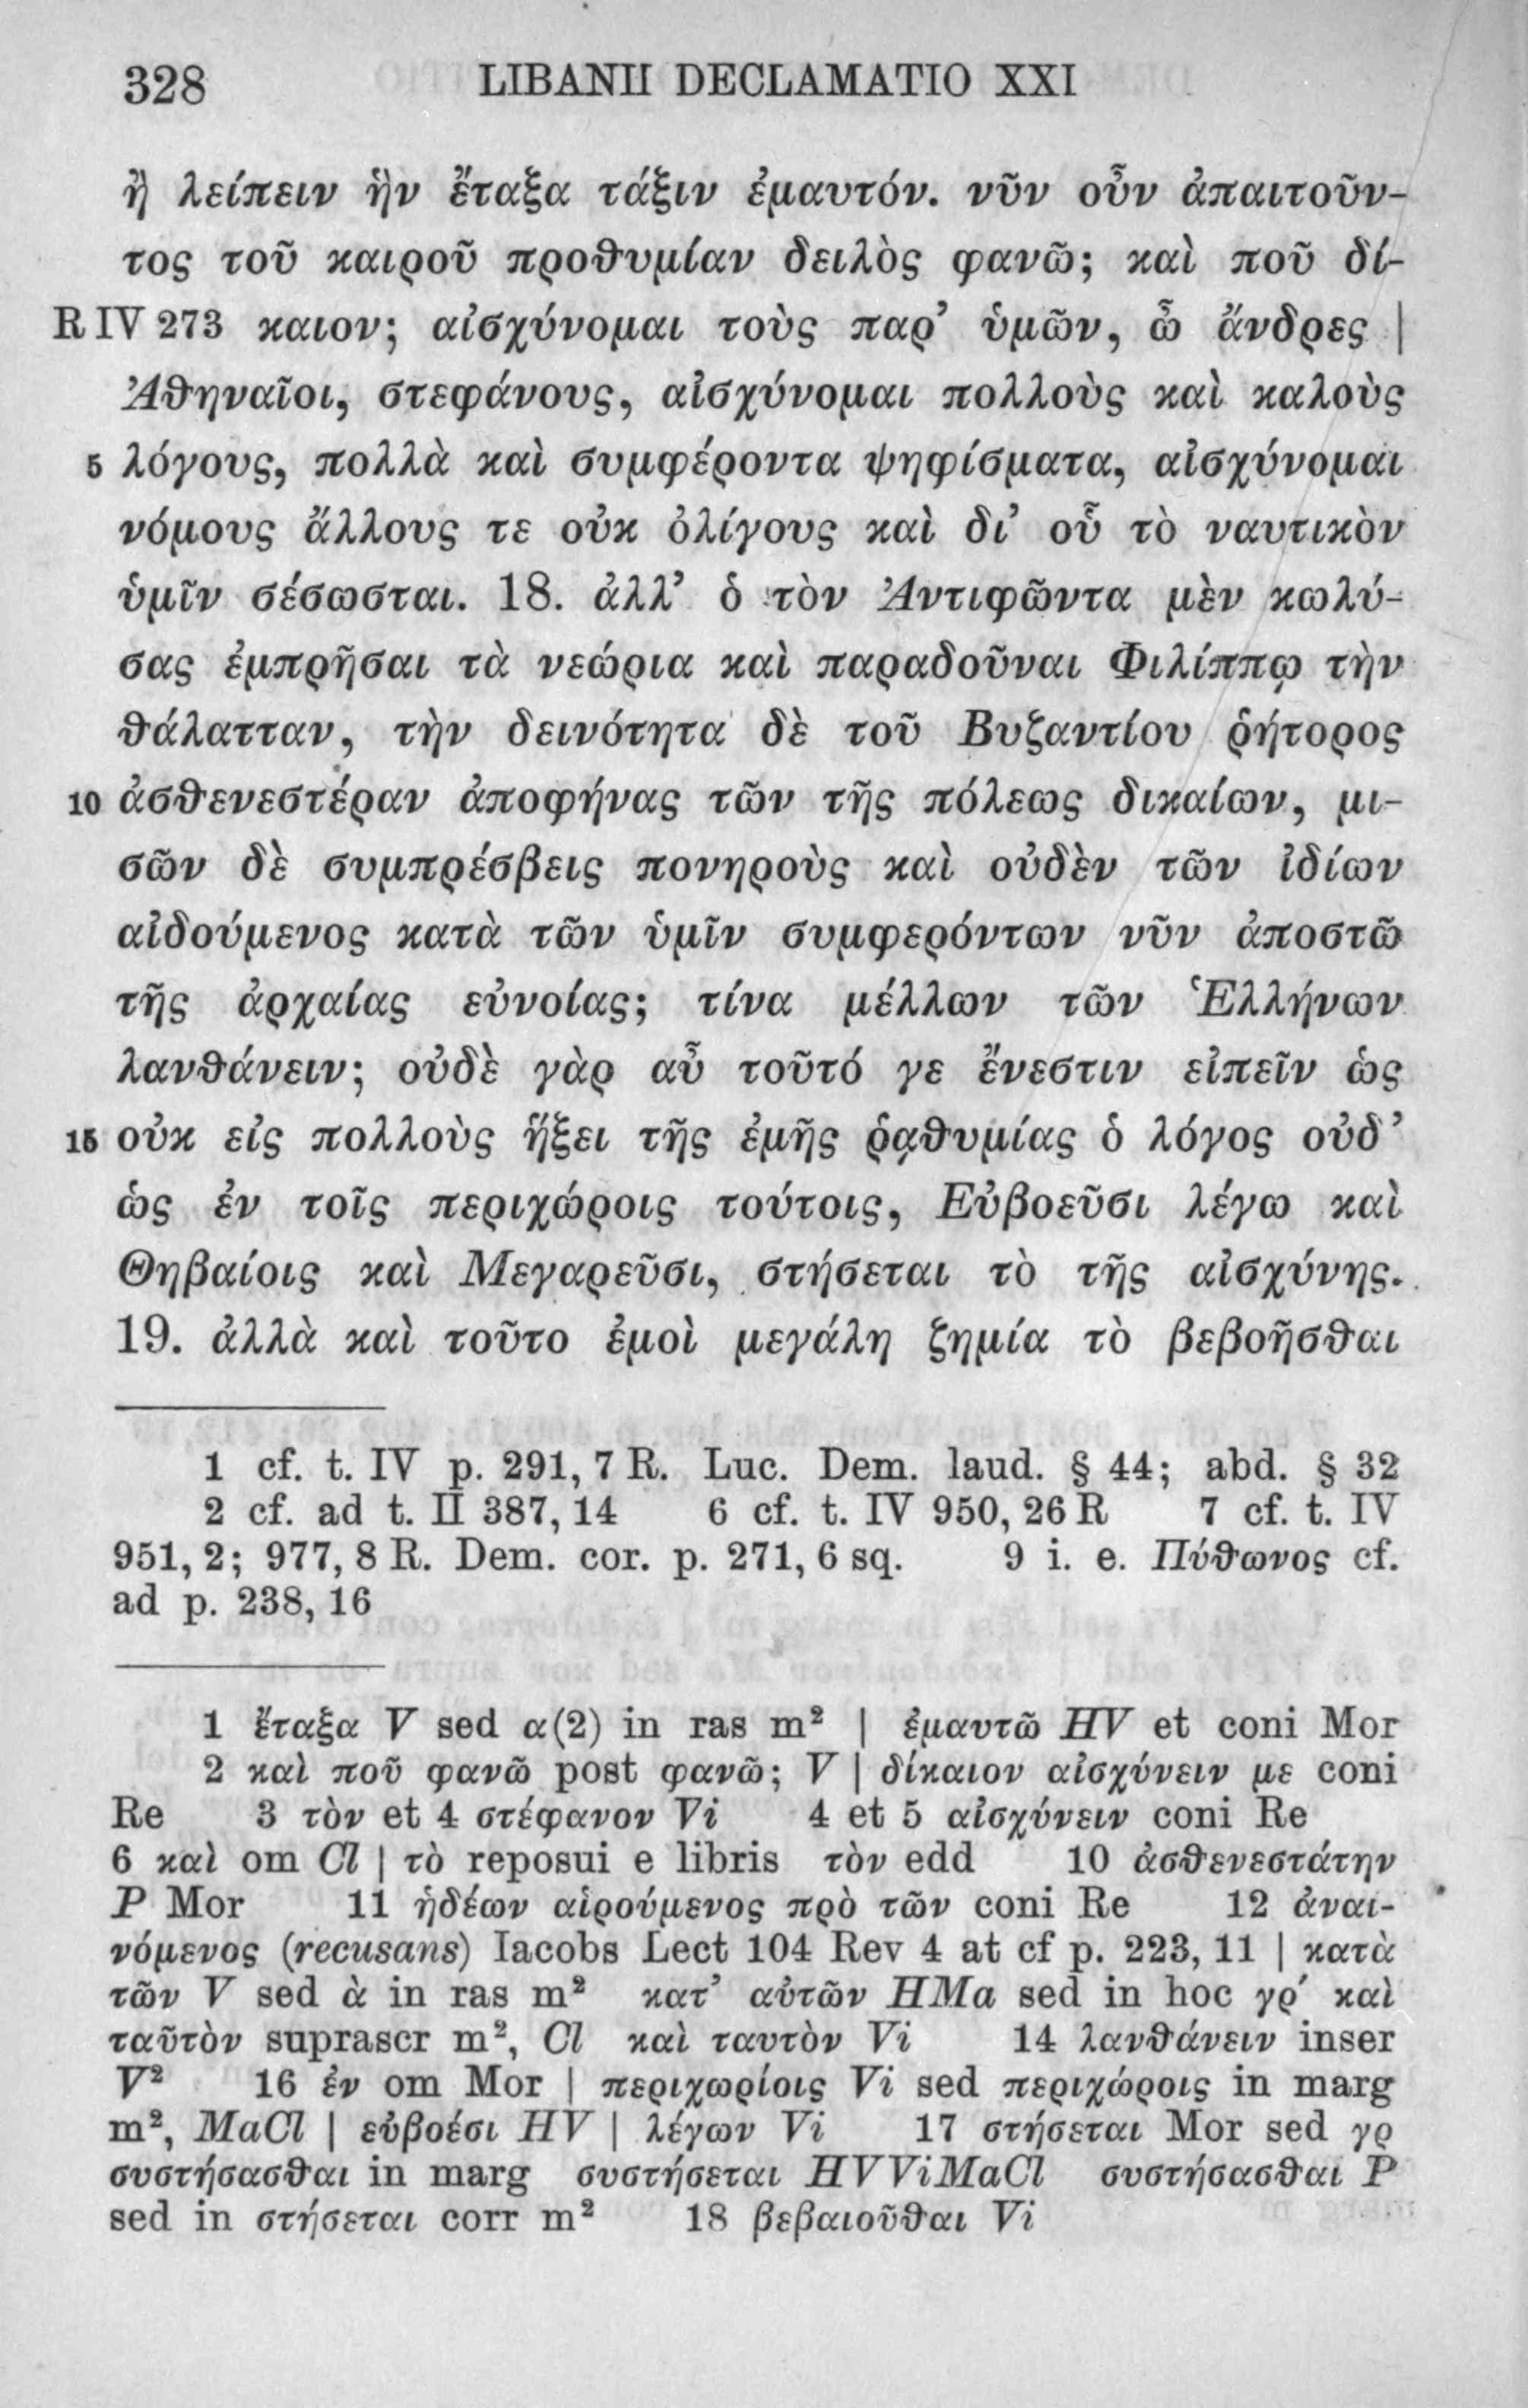 328 LIBANII DECLAMATIO XXI
ἢ λείπειν ἣν ἔταξα τάξιν ἐμαυτόν. νῦν οὖν ἀπαιτοῦν-
τος τοῦ καιροῦ προθυμίαν δειλὸς φανῶ; καὶ ποῦ δί-
R IV 273 καιον; αἰσχύνομαι τοὺς παρ’ ὑμῶν, ὦ ἄνδρες |
Ἀθηναῖοι, στεφάνους, αἰσχύνομαι πολλοὺς καὶ καλοὺς
5 λόγους, πολλὰ καὶ συμφέροντα ψηφίσματα, αἰσχύνομαι
νόμους ἄλλους τε οὐκ ὀλίγους καὶ δι’ οὗ τὸ ναυτικὸν
ὑμῖν σέσωσται. 18. ἀλλ’ ὁ τὸν Ἀντιφῶντα μὲν κωλύ-
σας ἐμπρῆσαι τὰ νεώρια καὶ παραδοῦναι Φιλίππῳ τὴν
θάλατταν, τὴν δεινότητα δὲ τοῦ Βυζαντίου ῥήτορος
10 ἀσθενεστέραν ἀποφήνας τῶν τῆς πόλεως δικαίων, μι-
σῶν δὲ συμπρέσβεις πονηροὺς καὶ οὐδὲν τῶν ἰδίων
αἰδούμενος κατὰ τῶν ὑμῖν συμφερόντων νῦν ἀποστῶ
τῆς ἀρχαίας εὐνοίας; τίνα μέλλων τῶν Ἑλλήνων
λανθάνειν; οὐδὲ γὰρ αὖ τοῦτό γε ἔνεστιν εἰπεῖν ὡς
15 οὐκ εἰς πολλοὺς ἥξει τῆς ἐμῆς ῥᾳθυμίας ὁ λόγος οὐδ’
ὡς ἐν τοῖς περιχώροις τούτοις, Εὐβοεῦσι λέγω καὶ
Θηβαίοις καὶ Μεγαρεῦσι, στήσεται τὸ τῆς αἰσχύνης.
19. ἀλλὰ καὶ τοῦτο ἐμοὶ μεγάλη ζημία τὸ βεβοῆσθαι
1 cf. t. IV p. 291, 7 R. Luc. Dem. laud. § 44; abd. § 32
2 cf. ad t. II 387, 14 6 cf. t. IV 950, 26 R 7 cf. t. IV
951, 2; 977, 8 R. Dem. cor. p. 271, 6 sq. 9 i. e. Πύθωνος cf.
ad p. 238, 16
1 ἔταξα V sed α(2) in ras m² | ἐμαυτῶ HV et coni Mor
2 καὶ ποῦ φανῶ post φανῶ; V | δίκαιον αἰσχύνειν με coni
Re 3 τὸν et 4 στέφανον Vi 4 et 5 αἰσχύνειν coni Re
6 καὶ om Cl | τὸ reposui e libris τὸν edd 10 ἀσθενεστάτην
P Mor 11 ἡδέων αἱρούμενος πρὸ τῶν coni Re 12 ἀναι-
νόμενος (recusans) Iacobs Lect 104 Rev 4 at cf p. 223, 11 | κατὰ
τῶν V sed ὰ in ras m² κατ’ αὐτῶν HMa sed in hoc γρ´ καὶ
ταῦτὸν suprascr m², Cl καὶ ταυτὸν Vi 14 λανθάνειν inser
V² 16 ἐν om Mor | περιχωρίοις Vi sed περιχώροις in marg
m², MaCl | εὐβοέσι HV | λέγων Vi 17 στήσεται Mor sed γρ
συστήσασθαι in marg συστήσεται HVViMaCl συστήσασθαι P
sed in στήσεται corr m² 18 βεβαιοῦθαι Vi